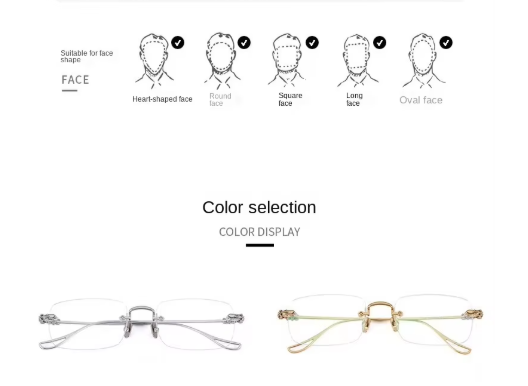 Suitable for face
shape
FACE
Heart-shaped face
Round
face
Square
face
Long
face
Oval face
Color selection
COLOR DISPLAY